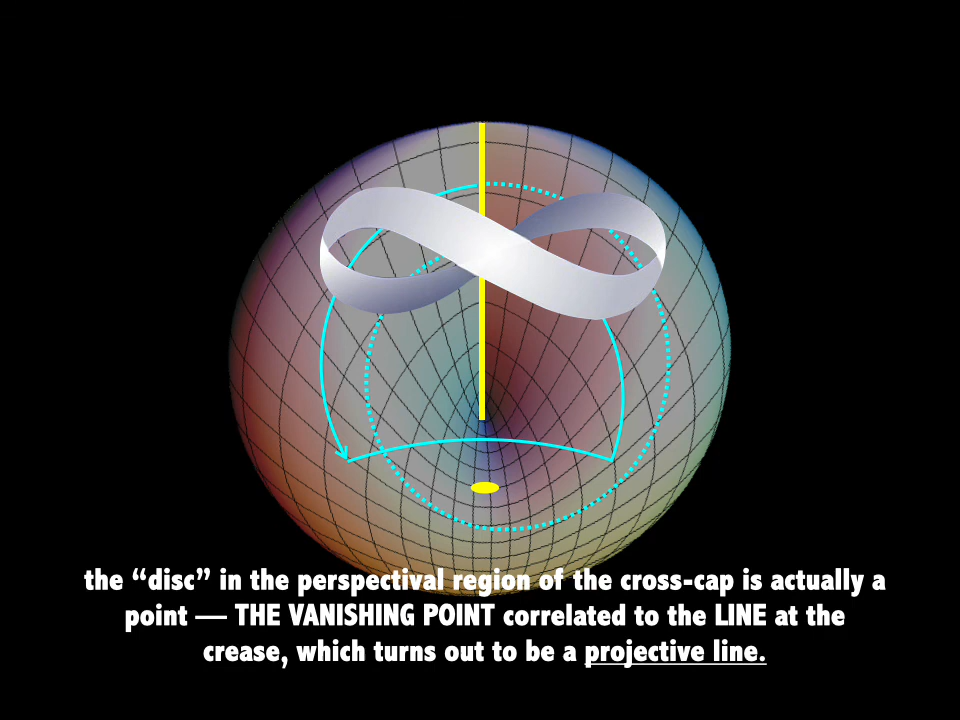 the “disc” in the perspectival region of the cross-cap is actually a
point — THE VANISHING POINT correlated to the LINE at the
crease, which turns out to be a projective line.